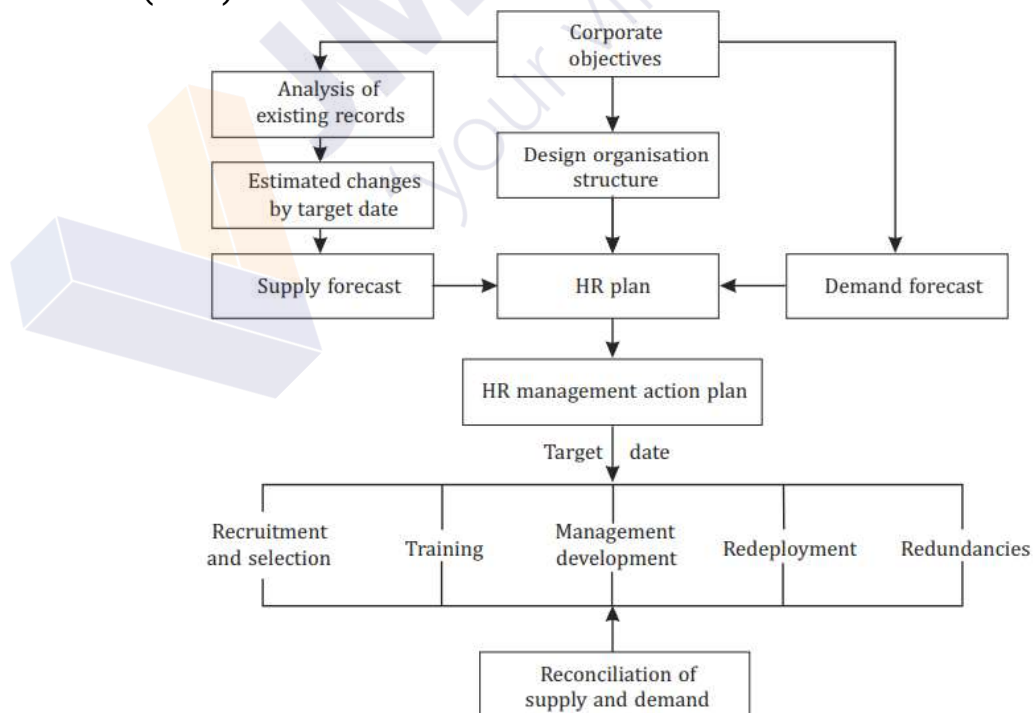 Corporate
objectives
Analysis of
existing records
Design organisation
structure
Estimated changes
by target date
Supply forecast
HR plan
Demand forecast
HR management action plan
Target date
Recruitment
and selection
Training
Management
development
Redeployment
Redundancies
Reconciliation of
supply and demand